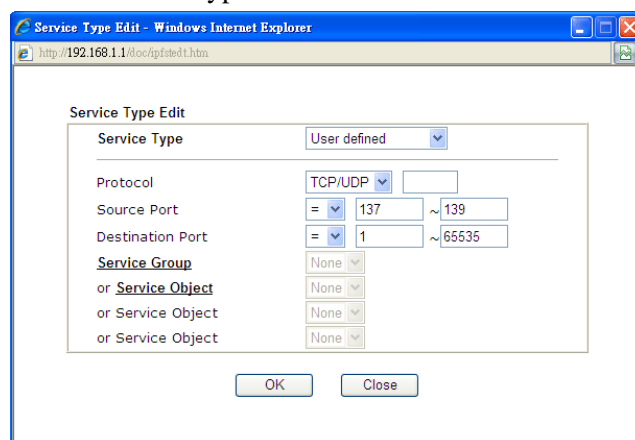 Service Type Edit - Windows Internet Explorer
http://192.168.1.1/doc/ipfstedt.htm
Service Type Edit
Service Type User defined
Protocol TCP/UDP
Source Port = 137 ~ 139
Destination Port = 1 ~ 65535
Service Group None
or Service Object None
or Service Object None
or Service Object None
OK Close